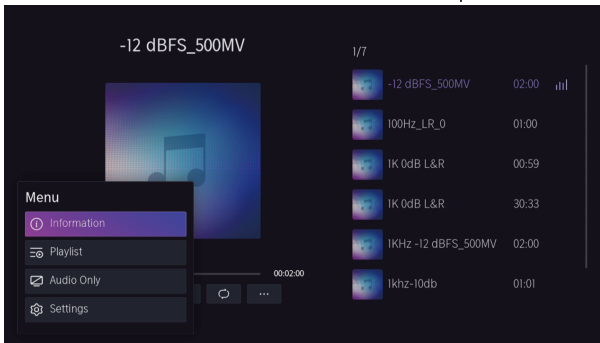 -12 dBFS_500MV
1/7
-12 dBFS_500MV 02:00
100Hz_LR_0 01:00
1K 0dB L&R 00:59
1K 0dB L&R 30:33
1KHz -12 dBFS_500MV 02:00
1khz-10db 01:01
Menu
Information
Playlist
Audio Only
Settings
00:02:00